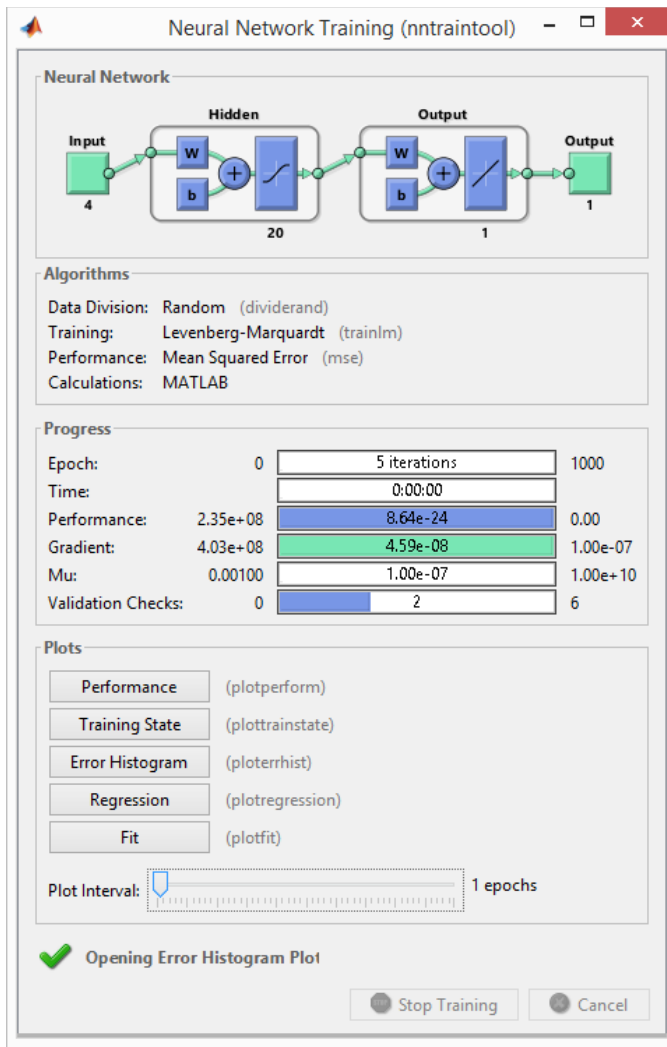 Neural Network Training (nntraintool)
Neural Network
Hidden Output
Input Output
W W
b b
4 20 1 1
Algorithms
Data Division: Random (dividerand)
Training: Levenberg-Marquardt (trainlm)
Performance: Mean Squared Error (mse)
Calculations: MATLAB
Progress
Epoch: 0 5 iterations 1000
Time: 0:00:00
Performance: 2.35e+08 8.64e-24 0.00
Gradient: 4.03e+08 4.59e-08 1.00e-07
Mu: 0.00100 1.00e-07 1.00e+10
Validation Checks: 0 2 6
Plots
Performance (plotperform)
Training State (plottrainstate)
Error Histogram (ploterrhist)
Regression (plotregression)
Fit (plotfit)
Plot Interval: 1 epochs
Opening Error Histogram Plot
Stop Training Cancel